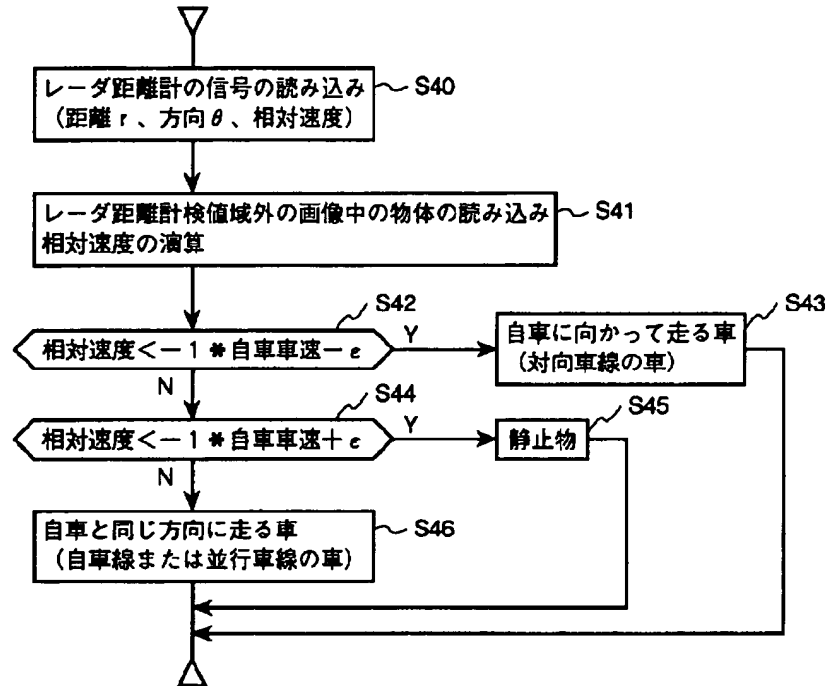 レーダ距離計の信号の読み込み
(距離r、方向θ、相対速度)
S40
レーダ距離計検値域外の画像中の物体の読み込み
相対速度の演算
S41
S42
相対速度<-1*自車車速-ε
Y
N
S43
自車に向かって走る車
(対向車線の車)
S44
相対速度<-1*自車車速+ε
Y
N
S45
静止物
自車と同じ方向に走る車
(自車線または並行車線の車)
S46